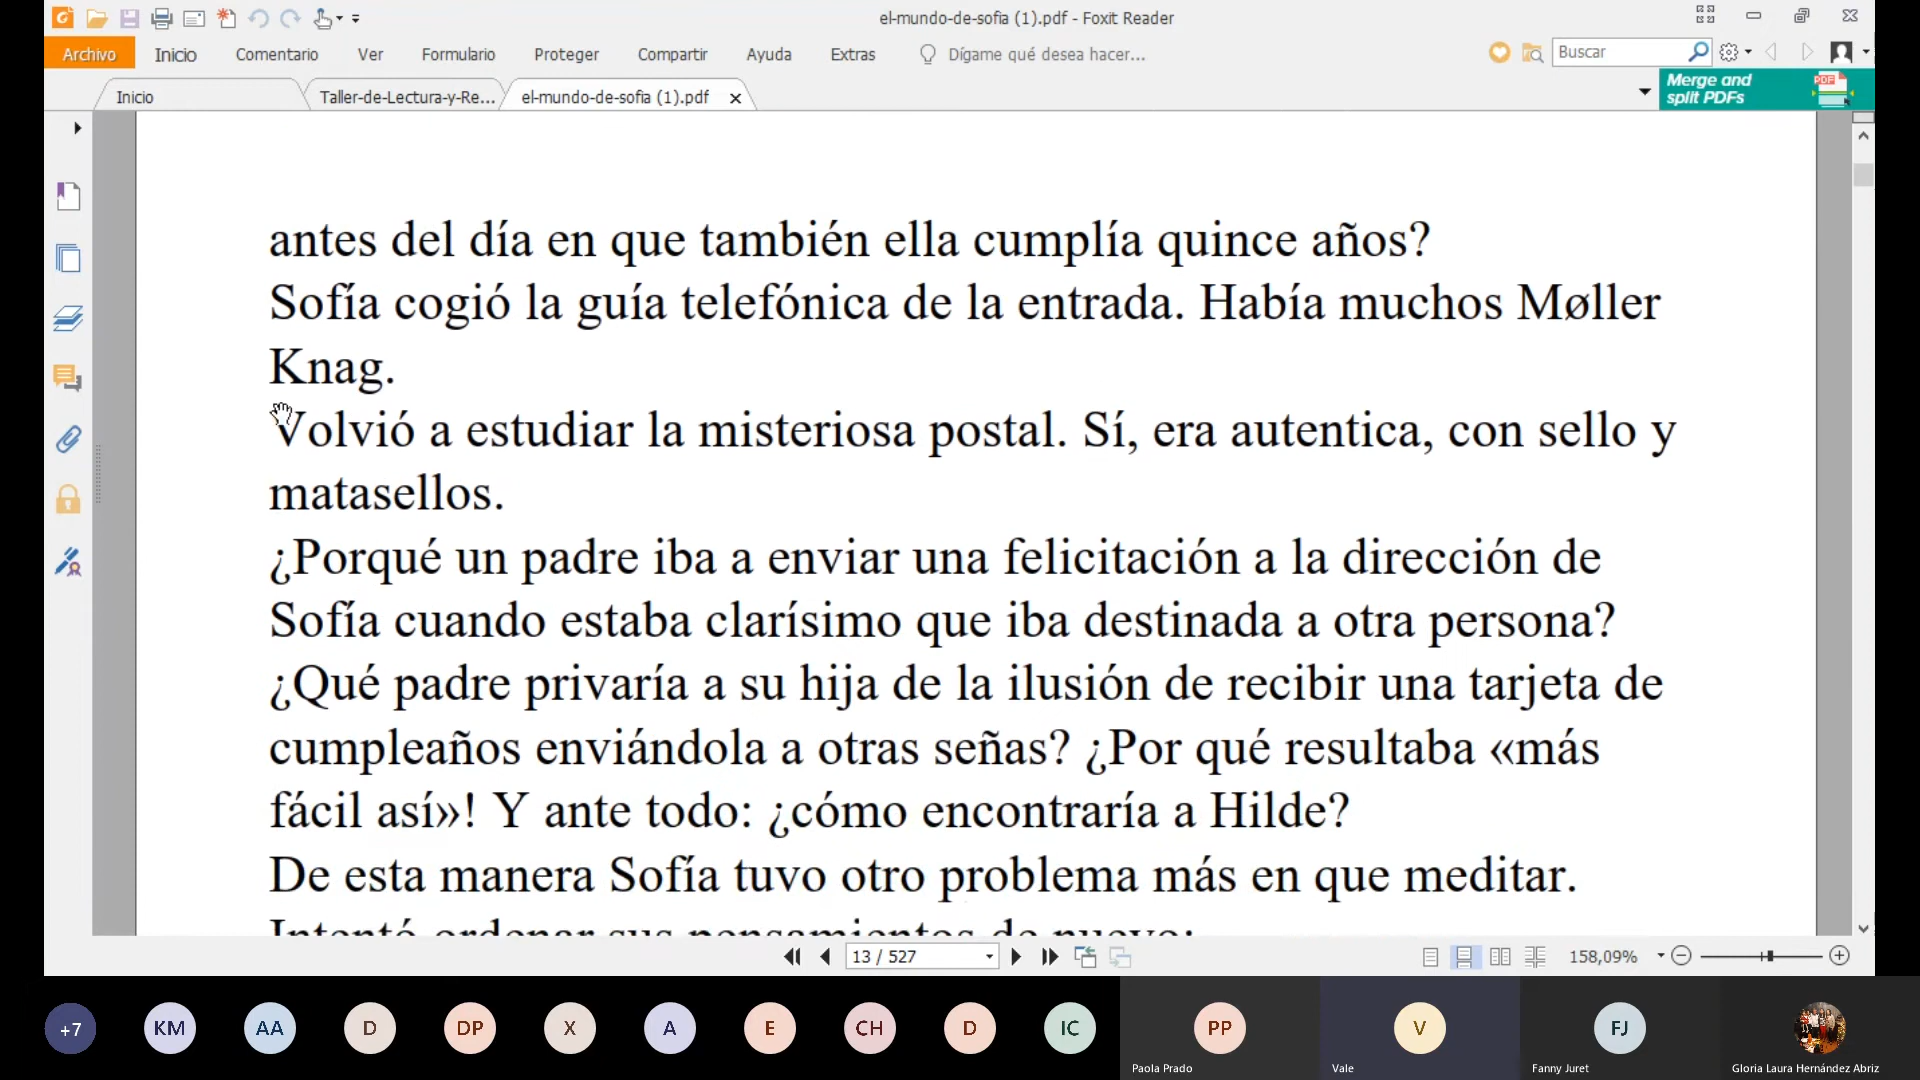 el-mundo-de-sofia (1).pdf - Foxit Reader
Archivo Inicio Comentario Ver Formulario Proteger Compartir Ayuda Extras Dígame qué desea hacer... Buscar
Inicio Taller-de-Lectura-y-Re... el-mundo-de-sofia (1).pdf
Merge and
split PDFs
PDF
antes del día en que también ella cumplía quince años?
Sofía cogió la guía telefónica de la entrada. Había muchos Møller
Knag.
Volvió a estudiar la misteriosa postal. Sí, era autentica, con sello y
matasellos.
¿Porqué un padre iba a enviar una felicitación a la dirección de
Sofía cuando estaba clarísimo que iba destinada a otra persona?
¿Qué padre privaría a su hija de la ilusión de recibir una tarjeta de
cumpleaños enviándola a otras señas? ¿Por qué resultaba «más
fácil así»! Y ante todo: ¿cómo encontraría a Hilde?
De esta manera Sofía tuvo otro problema más en que meditar.
Intentó ordenar sus pensamientos de nuevo:
13 / 527
158,09%
+7 KM AA D DP X A E CH D IC PP V FJ
Paola Prado Vale Fanny Juret Gloria Laura Hernández Abriz